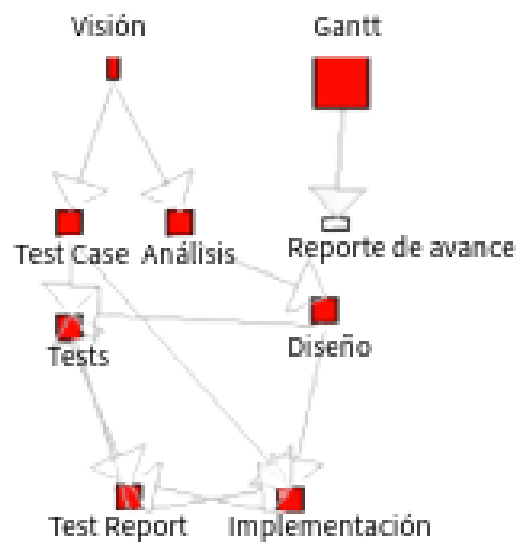 Visión Gantt
Test Case Análisis Reporte de avance
Tests Diseño
Test Report Implementación